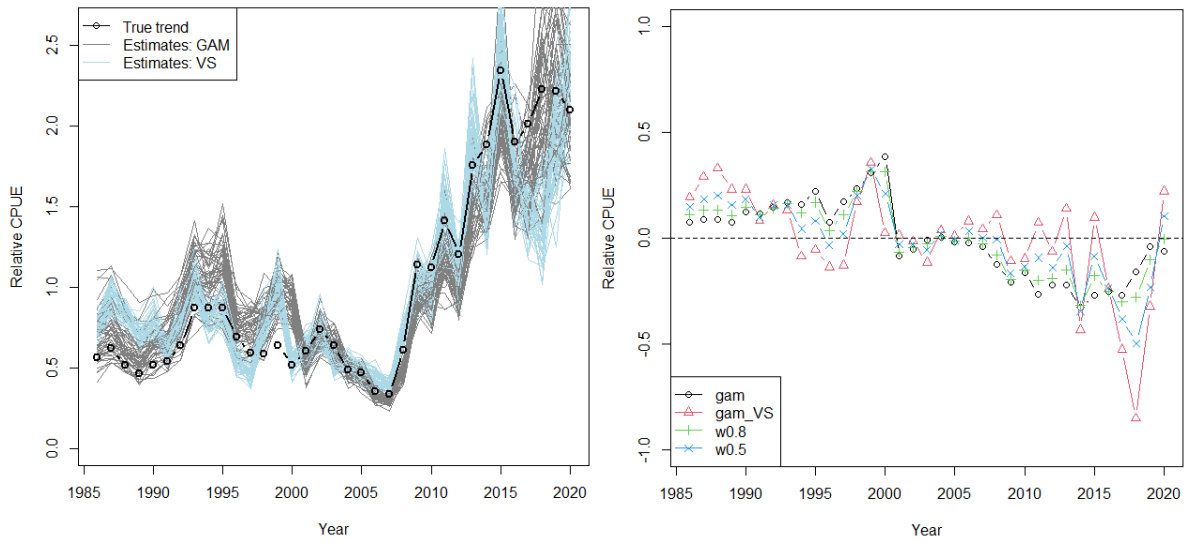 True trend
Estimates: GAM
Estimates: VS
Relative CPUE
2.5
2.0
1.5
1.0
0.5
0.0
1985 1990 1995 2000 2005 2010 2015 2020
Year
Relative CPUE
1.0
0.5
0.0
-0.5
-1.0
gam
gam_VS
w0.8
w0.5
1985 1990 1995 2000 2005 2010 2015 2020
Year